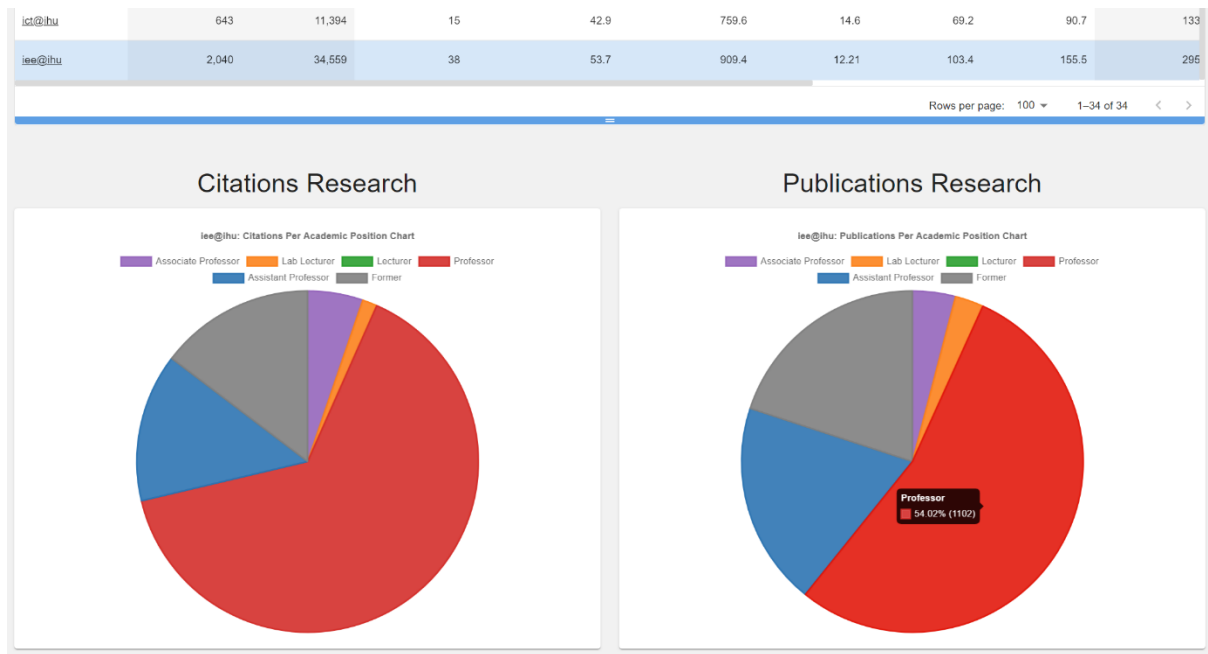 ict@ihu 643 11,394 15 42.9 759.6 14.6 69.2 90.7 133
iee@ihu 2,040 34,559 38 53.7 909.4 12.21 103.4 155.5 295
Rows per page: 100 1–34 of 34
Citations Research
iee@ihu: Citations Per Academic Position Chart
Associate Professor Lab Lecturer Lecturer Professor
Assistant Professor Former
Publications Research
iee@ihu: Publications Per Academic Position Chart
Associate Professor Lab Lecturer Lecturer Professor
Assistant Professor Former
Professor
54.02% (1102)